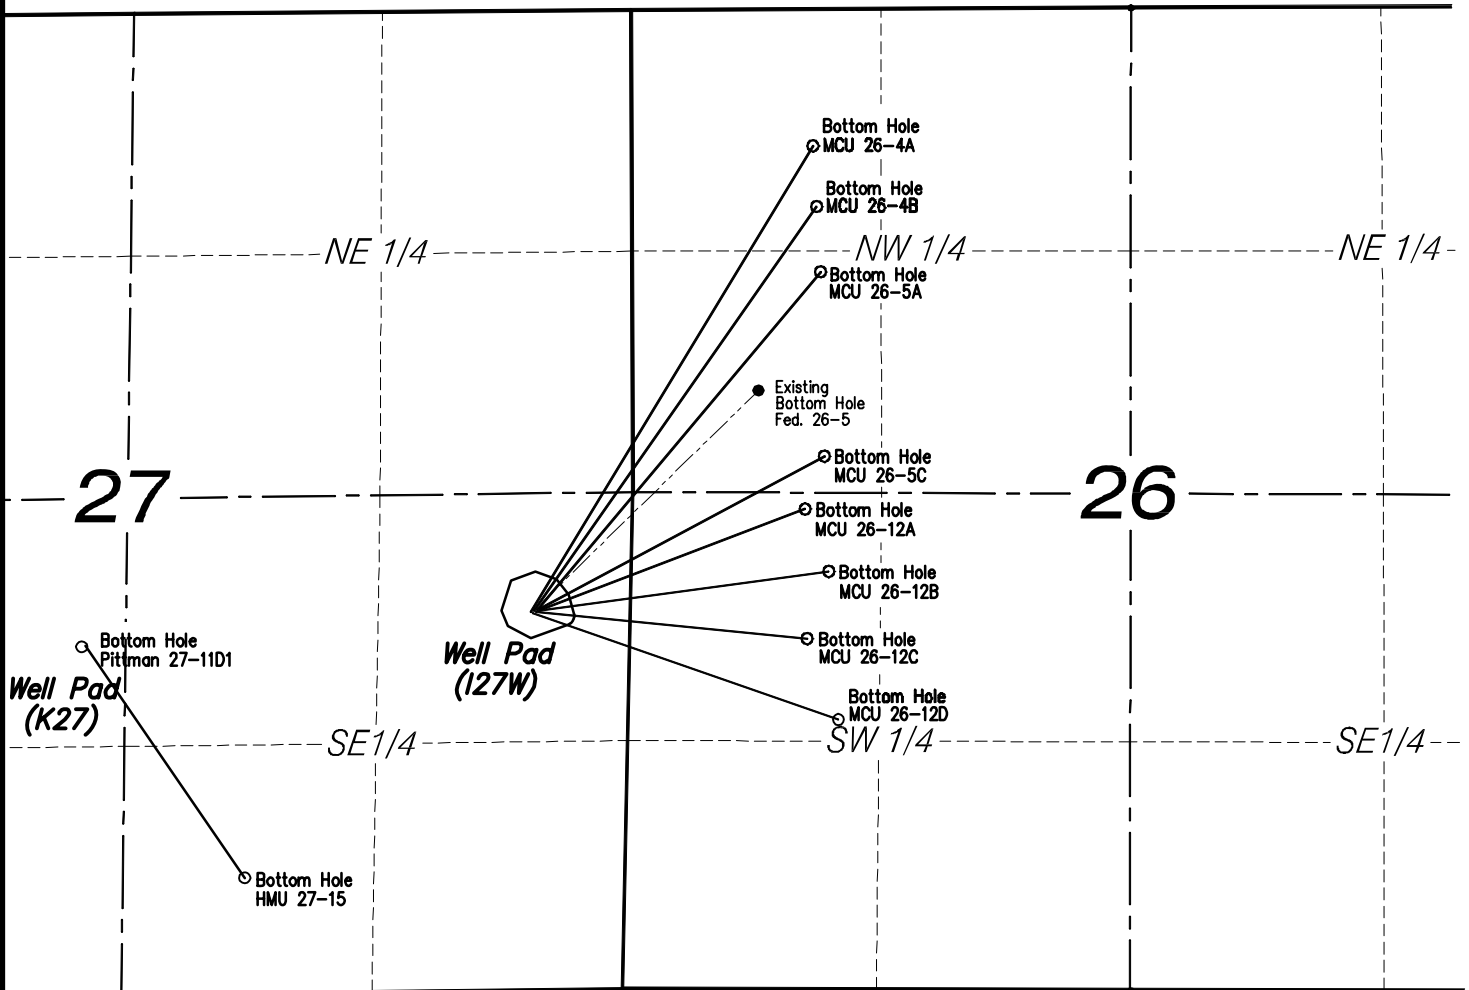 Bottom Hole
MCU 26-4A
Bottom Hole
MCU 26-4B
NE 1/4
NW 1/4
NE 1/4
Bottom Hole
MCU 26-5A
Existing
Bottom Hole
Fed. 26-5
Bottom Hole
MCU 26-5C
27
26
Bottom Hole
MCU 26-12A
Bottom Hole
MCU 26-12B
Bottom Hole
Pittman 27-11D1
Well Pad
(I27W)
Bottom Hole
MCU 26-12C
Well Pad
(K27)
Bottom Hole
MCU 26-12D
SE1/4
SW 1/4
SE1/4
Bottom Hole
HMU 27-15